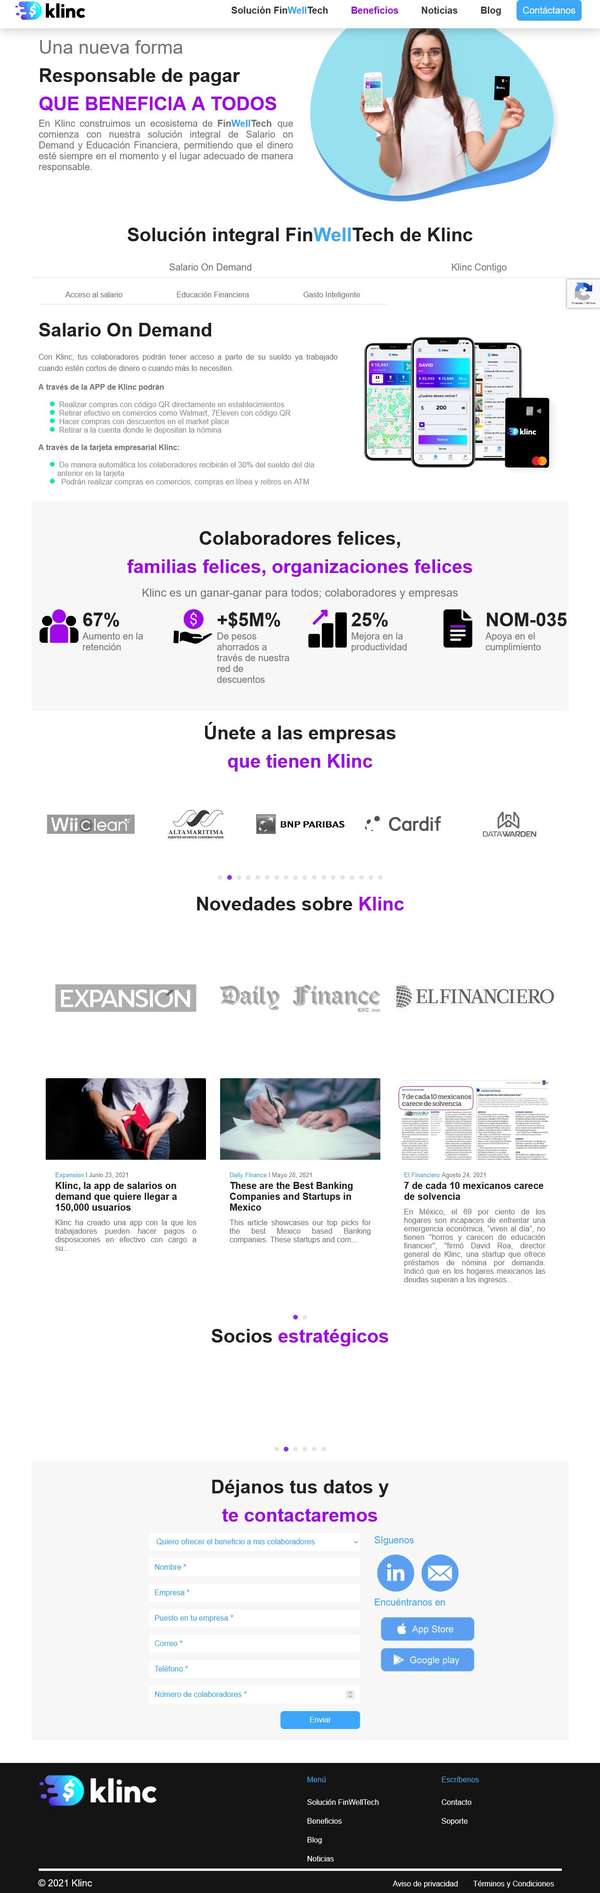 klinc
Solución FinWellTech
Beneficios
Noticias
Blog
Contáctanos
Una nueva forma
Responsable de pagar
QUE BENEFICIA A TODOS
En Klinc construimos un ecosistema de FinWellTech que
comienza con nuestra solución integral de Salario on
Demand y Educación Financiera, permitiendo que el dinero
esté siempre en el momento y el lugar adecuado de manera
responsable.
Solución integral FinWellTech de Klinc
Salario On Demand
Klinc Contigo
Acceso al salario
Educación Financiera
Gasto Inteligente
Salario On Demand
Con Klinc, tus colaboradores podrán tener acceso a parte de su sueldo ya trabajado
cuando estén cortos de dinero o cuando más lo necesiten.
A través de la APP de Klinc podrán
Realizar compras con código QR directamente en establecimientos
Retirar efectivo en comercios como Walmart, 7Eleven con código QR
Hacer compras con descuentos en el market place
Retirar a la cuenta donde le depositan la nómina
A través de la tarjeta empresarial Klinc:
De manera automática los colaboradores recibirán el 30% del sueldo del día
anterior en la tarjeta
Podrán realizar compras en comercios, compras en línea y retiros en ATM
DAVID
$ 200
klinc
Colaboradores felices,
familias felices, organizaciones felices
Klinc es un ganar-ganar para todos; colaboradores y empresas
67%
Aumento en la
retención
+$5M%
De pesos
ahorrados a
través de nuestra
red de
descuentos
25%
Mejora en la
productividad
NOM-035
Apoya en el
cumplimiento
Únete a las empresas
que tienen Klinc
WiiClean
ALTAMARITIMA
BNP PARIBAS
Cardif
DATAWARDEN
Novedades sobre Klinc
EXPANSIÓN
Daily Finance
EL FINANCIERO
7 de cada 10 mexicanos
carece de solvencia
Expansion | Junio 23, 2021
Klinc, la app de salarios on
demand que quiere llegar a
150,000 usuarios
Klinc ha creado una app con la que los
trabajadores pueden hacer pagos o
disposiciones en efectivo con cargo a
su...
Daily Finance | Mayo 28, 2021
These are the Best Banking
Companies and Startups in
Mexico
This article showcases our top picks for
the best Mexico based Banking
companies. These startups and com...
El Financiero Agosto 24, 2021
7 de cada 10 mexicanos carece
de solvencia
En México, el 69 por ciento de los
hogares son incapaces de enfrentar una
emergencia económica, "viven al día", no
tienen "horros y carecen de educación
financier", "firmó David Roa, director
general de Klinc, una startup que ofrece
préstamos de nómina por demanda.
Indicó que en los hogares mexicanos las
deudas superan a los ingresos...
Socios estratégicos
Déjanos tus datos y
te contactaremos
Quiero ofrecer el beneficio a mis colaboradores
Nombre *
Empresa *
Puesto en tu empresa *
Correo *
Teléfono *
Número de colaboradores *
Enviar
Síguenos
in
Encuéntranos en
App Store
Google play
klinc
Menú
Solución FinWellTech
Beneficios
Blog
Noticias
Escríbenos
Contacto
Soporte
© 2021 Klinc
Aviso de privacidad
Términos y Condiciones